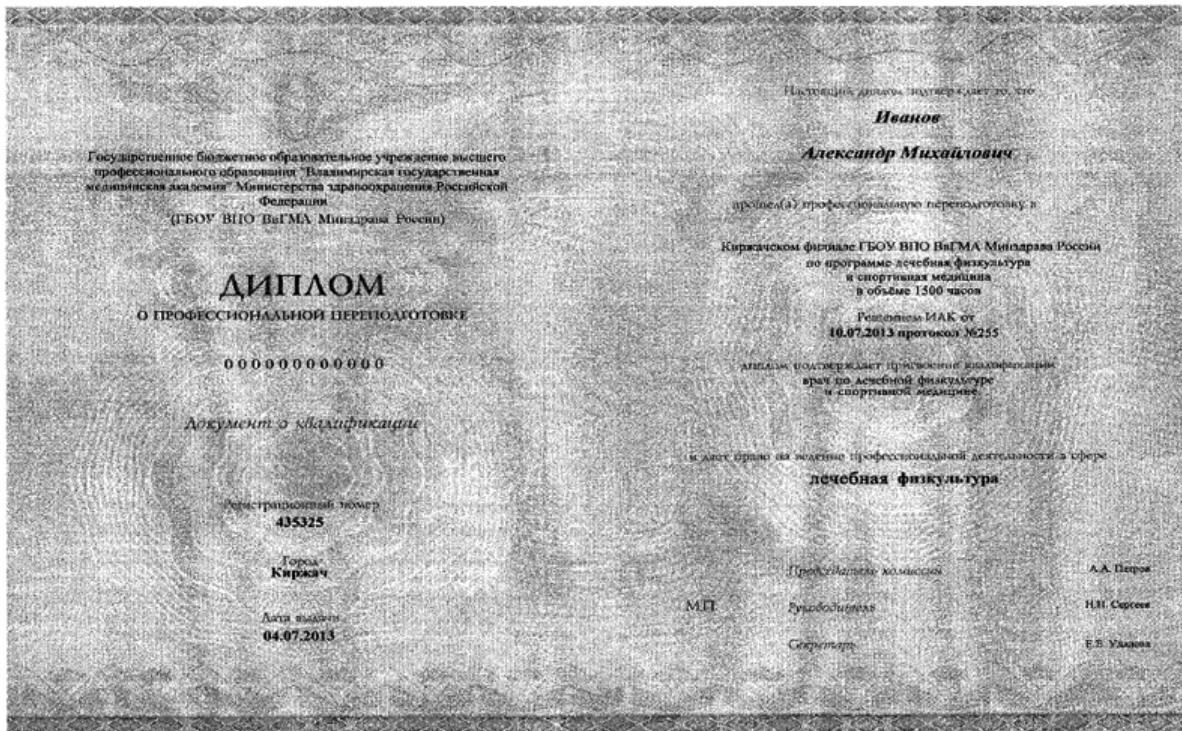 Государственное бюджетное образовательное учреждение высшего
профессионального образования "Владимирская государственная
медицинская академия" Министерства здравоохранения Российской
Федерации
(ГБОУ ВПО ВвГМА Минздрава России)
ДИПЛОМ
О ПРОФЕССИОНАЛЬНОЙ ПЕРЕПОДГОТОВКЕ
000000000000
Документ о квалификации
Регистрационный номер
435325
Город
Киржач
Дата выдачи
04.07.2013
Настоящий диплом подтверждает то, что
Иванов
Александр Михайлович
прошел(а) профессиональную переподготовку в
Киржачском филиале ГБОУ ВПО ВвГМА Минздрава России
по программе лечебная физкультура
и спортивная медицина
в объёме 1500 часов
Решением ИАК от
10.07.2013 протокол №255
диплом подтверждает присвоение квалификации
врач по лечебной физкультуре
и спортивной медицине
и дает право на ведение профессиональной деятельности в сфере
лечебная физкультура
Председатель комиссии
А.А. Петров
М.П.
Руководитель
Н.Н. Сергеев
Секретарь